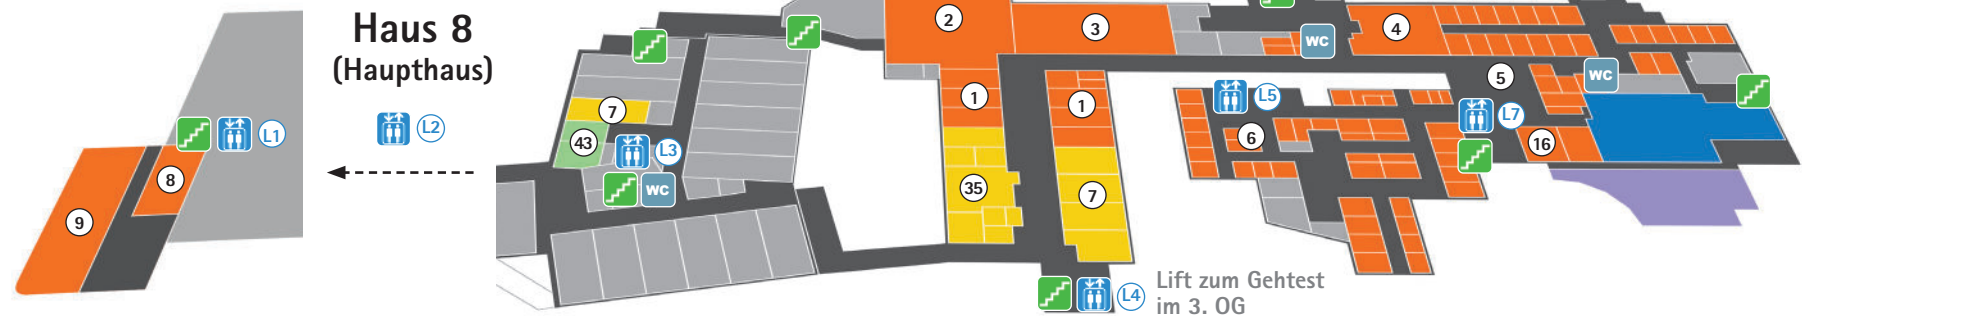 Haus 8
(Haupthaus)
L2
L1
8
9
7
43
L3
WC
2
3
4
WC
1
1
35
7
5
WC
L5
L7
6
16
L4
Lift zum Gehtest
im 3. OG